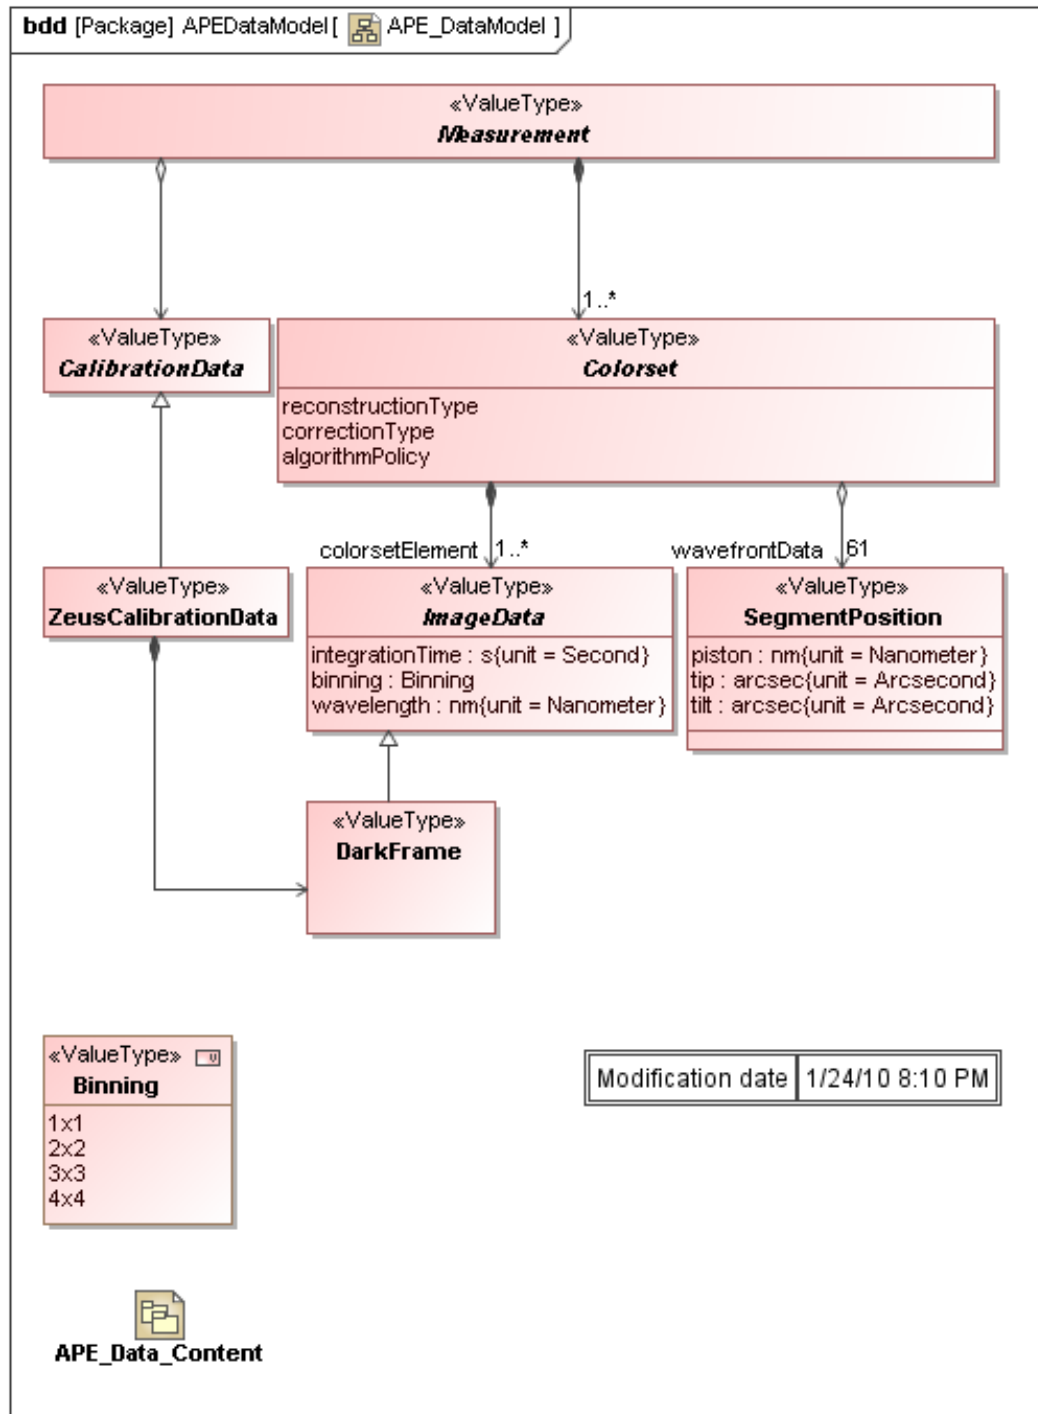 bdd [Package] APEDataModel[ APE_DataModel ]
«ValueType»
Measurement
1..*
«ValueType»
CalibrationData
«ValueType»
Colorset
reconstructionType
correctionType
algorithmPolicy
colorsetElement 1..*
wavefrontData 61
«ValueType»
ZeusCalibrationData
«ValueType»
ImageData
integrationTime : s{unit = Second}
binning : Binning
wavelength : nm{unit = Nanometer}
«ValueType»
SegmentPosition
piston : nm{unit = Nanometer}
tip : arcsec{unit = Arcsecond}
tilt : arcsec{unit = Arcsecond}
«ValueType»
DarkFrame
«ValueType»
Binning
1x1
2x2
3x3
4x4
Modification date 1/24/10 8:10 PM
APE_Data_Content